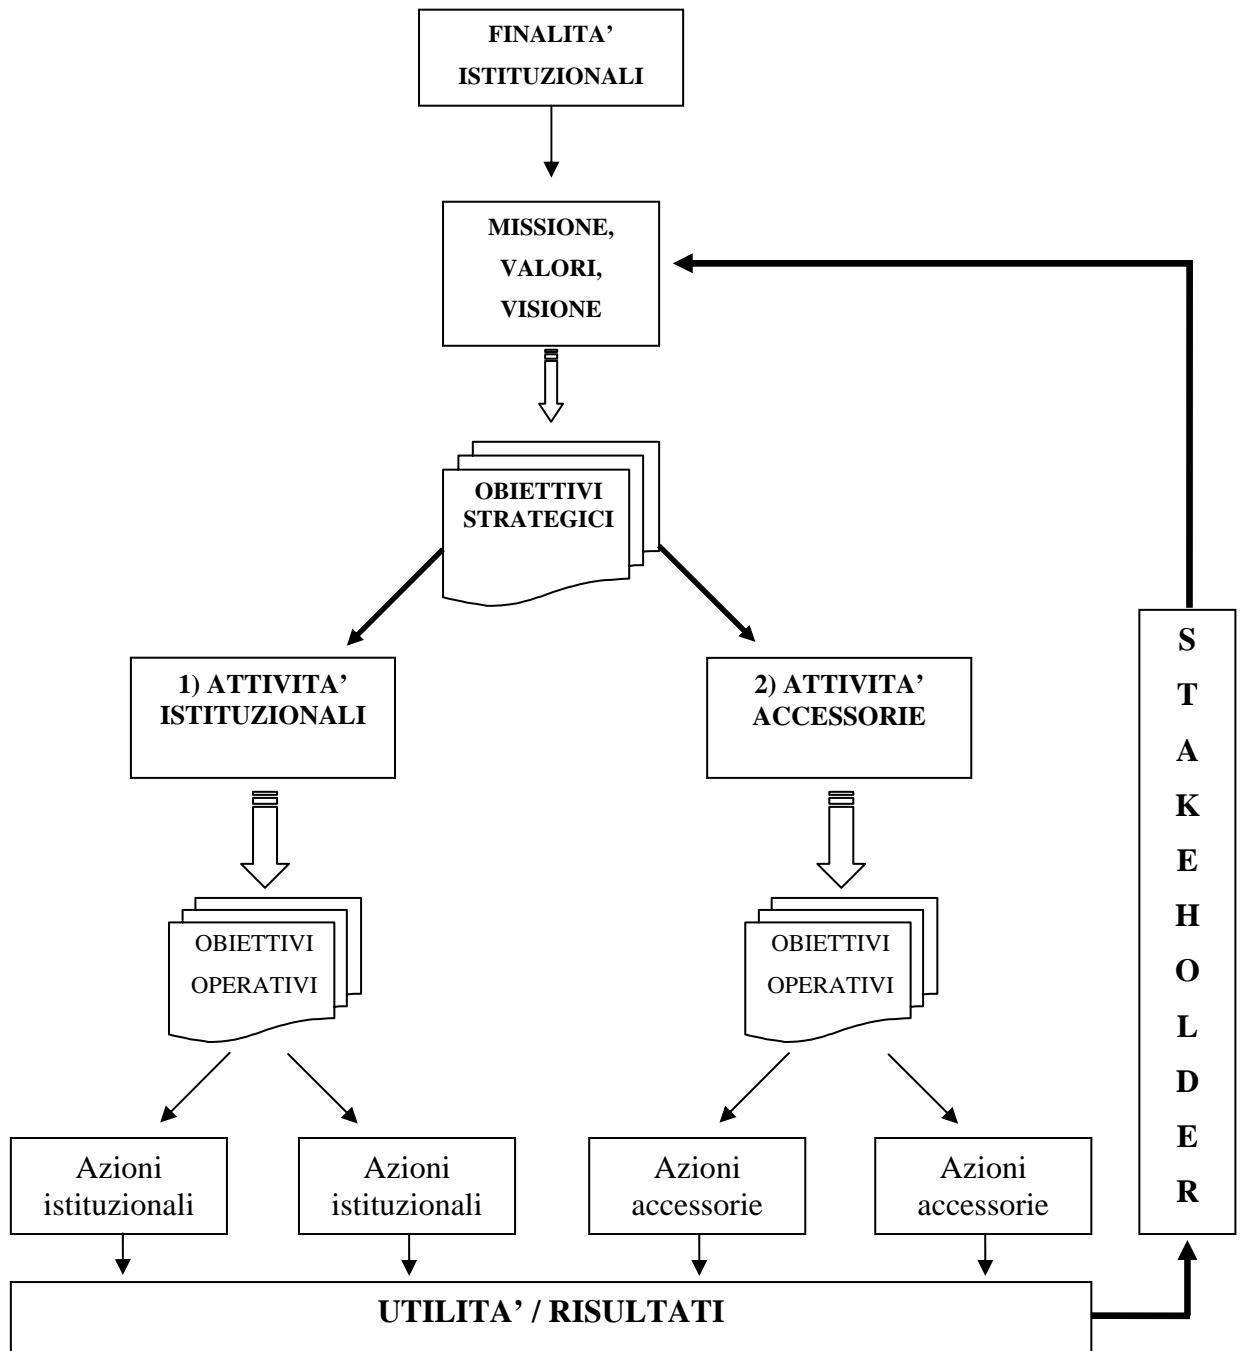 FINALITA’
ISTITUZIONALI
MISSIONE,
VALORI,
VISIONE
OBIETTIVI
STRATEGICI
1) ATTIVITA’
ISTITUZIONALI
2) ATTIVITA’
ACCESSORIE
OBIETTIVI
OPERATIVI
OBIETTIVI
OPERATIVI
Azioni
istituzionali
Azioni
istituzionali
Azioni
accessorie
Azioni
accessorie
UTILITA’ / RISULTATI
S
T
A
K
E
H
O
L
D
E
R